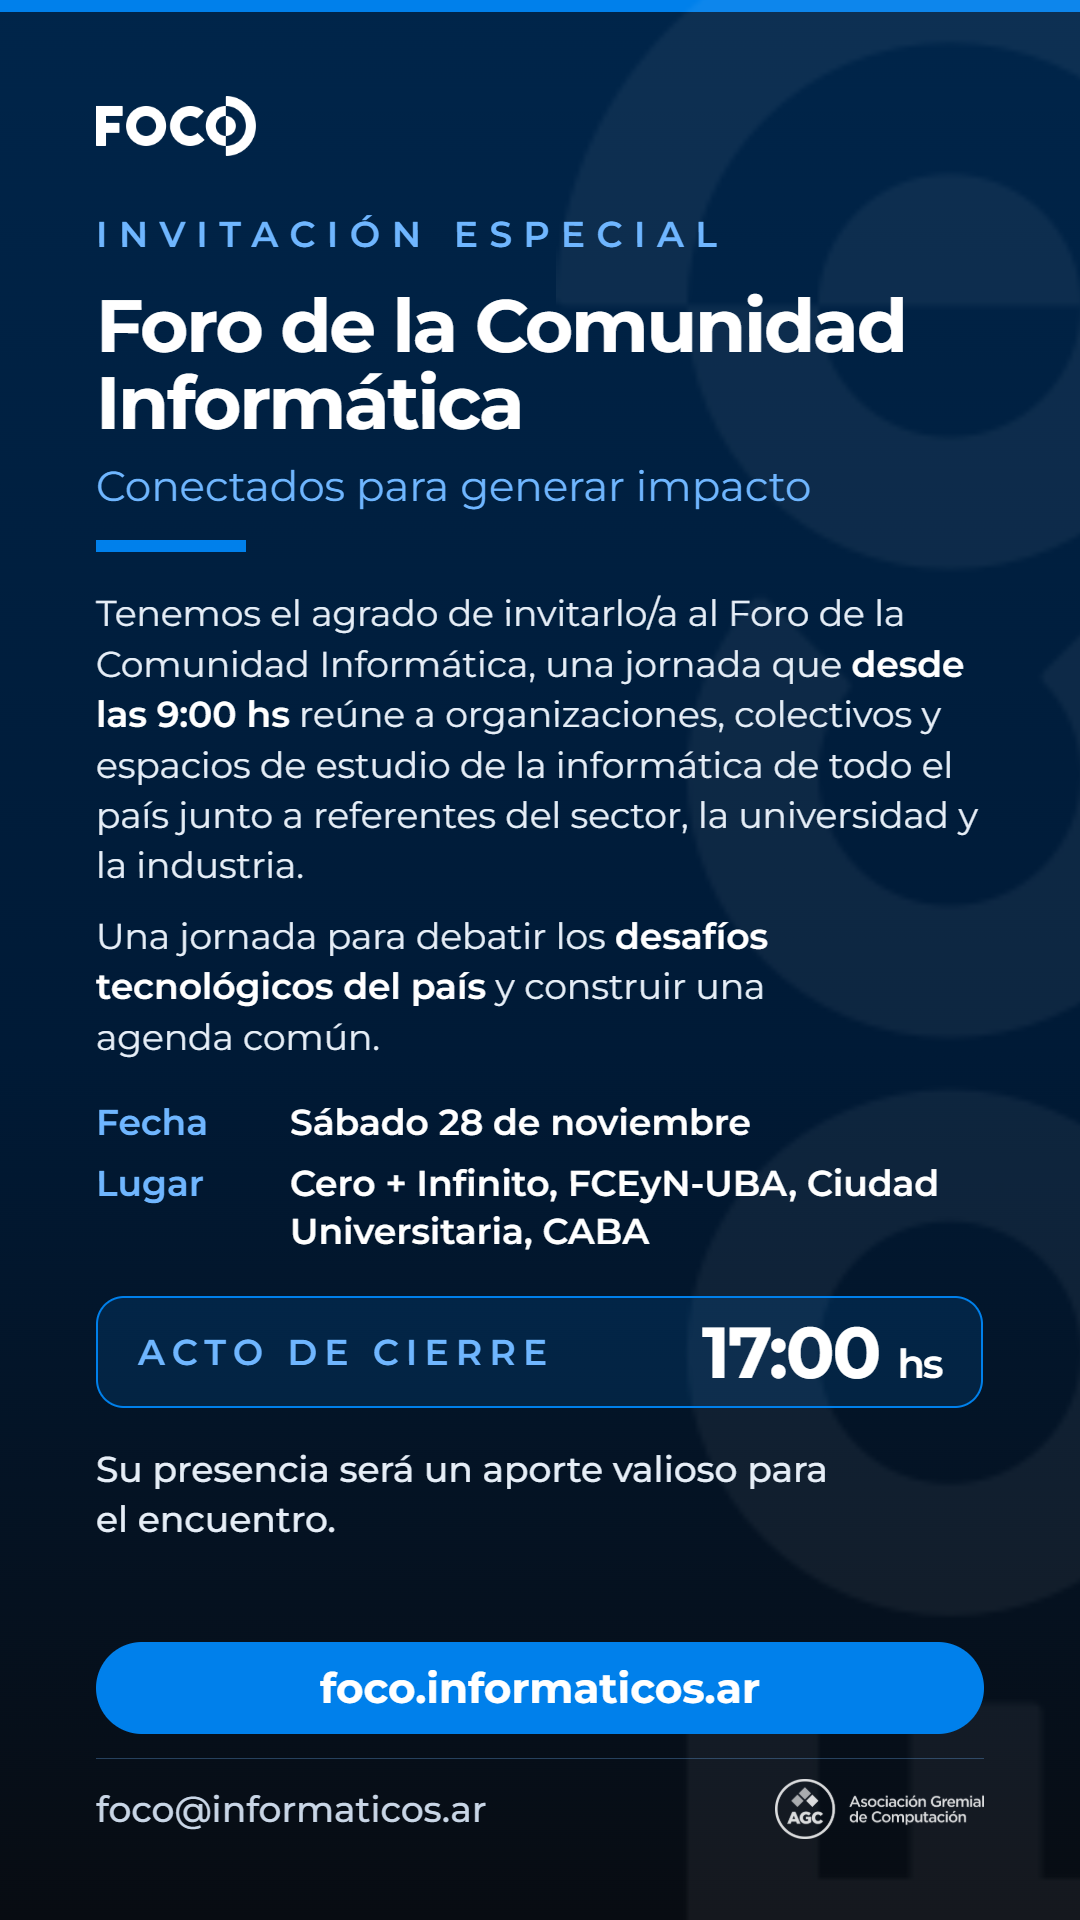 FOCO
INVITACIÓN ESPECIAL
Foro de la Comunidad
Informática
Conectados para generar impacto
Tenemos el agrado de invitarlo/a al Foro de la
Comunidad Informática, una jornada que desde
las 9:00 hs reúne a organizaciones, colectivos y
espacios de estudio de la informática de todo el
país junto a referentes del sector, la universidad y
la industria.
Una jornada para debatir los desafíos
tecnológicos del país y construir una
agenda común.
Fecha Sábado 28 de noviembre
Lugar Cero + Infinito, FCEyN-UBA, Ciudad
Universitaria, CABA
ACTO DE CIERRE 17:00 hs
Su presencia será un aporte valioso para
el encuentro.
foco.informaticos.ar
foco@informaticos.ar
AGC
Asociación Gremial
de Computación